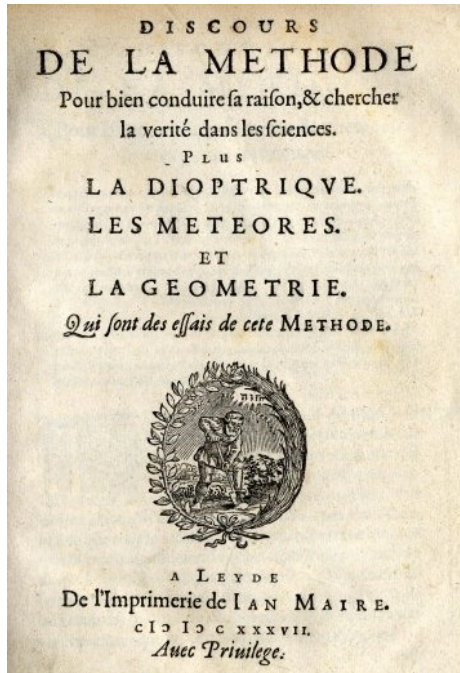 DISCOURS
DE LA METHODE
Pour bien conduire ſa raiſon,& chercher
la verité dans les ſciences.
PLUS
LA DIOPTRIQVE.
LES METEORES.
ET
LA GEOMETRIE.
Qui ſont des eſſais de cete METHODE.
A LEYDE
De l'Imprimerie de IAN MAIRE.
cIↃ IↃ c xxxvii.
Auec Priuilege.